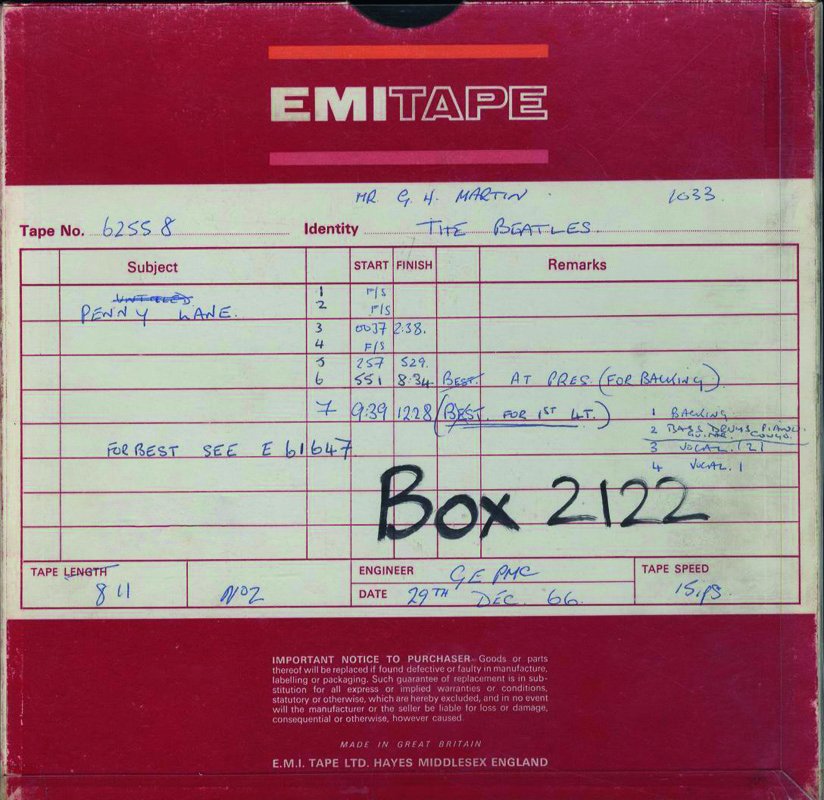 EMITAPE
MR G H. MARTIN. 1033.
Tape No. 62558 Identity THE BEATLES.
Subject START FINISH Remarks
UNTITLED
PENNY LANE.
1 F/S
2 F/S
3 0037 2:38.
4 F/S
5 257 529.
6 551 8:34. BEST. AT PRES. (FOR BACKING)
7 9:39 1228 (BEST. FOR 1ST 4T.)
1 BACKING.
2 BASS DRUMS PIANO
GUITAR. CONGA.
3 VOCAL. (2)
4 VOCAL. 1
FOR BEST SEE E 61647
Box 2122
TAPE LENGTH 811
NOZ
ENGINEER GE PMC
DATE 29TH DEC. 66.
TAPE SPEED 15.ips.
IMPORTANT NOTICE TO PURCHASER—Goods or parts
thereof will be replaced if found defective or faulty in manufacture,
labelling or packaging. Such guarantee of replacement is in sub-
stitution for all express or implied warranties or conditions,
statutory or otherwise, which are hereby excluded, and in no event
will the manufacturer or the seller be liable for loss or damage,
consequential or otherwise, however caused.
MADE IN GREAT BRITAIN
E.M.I. TAPE LTD. HAYES MIDDLESEX ENGLAND